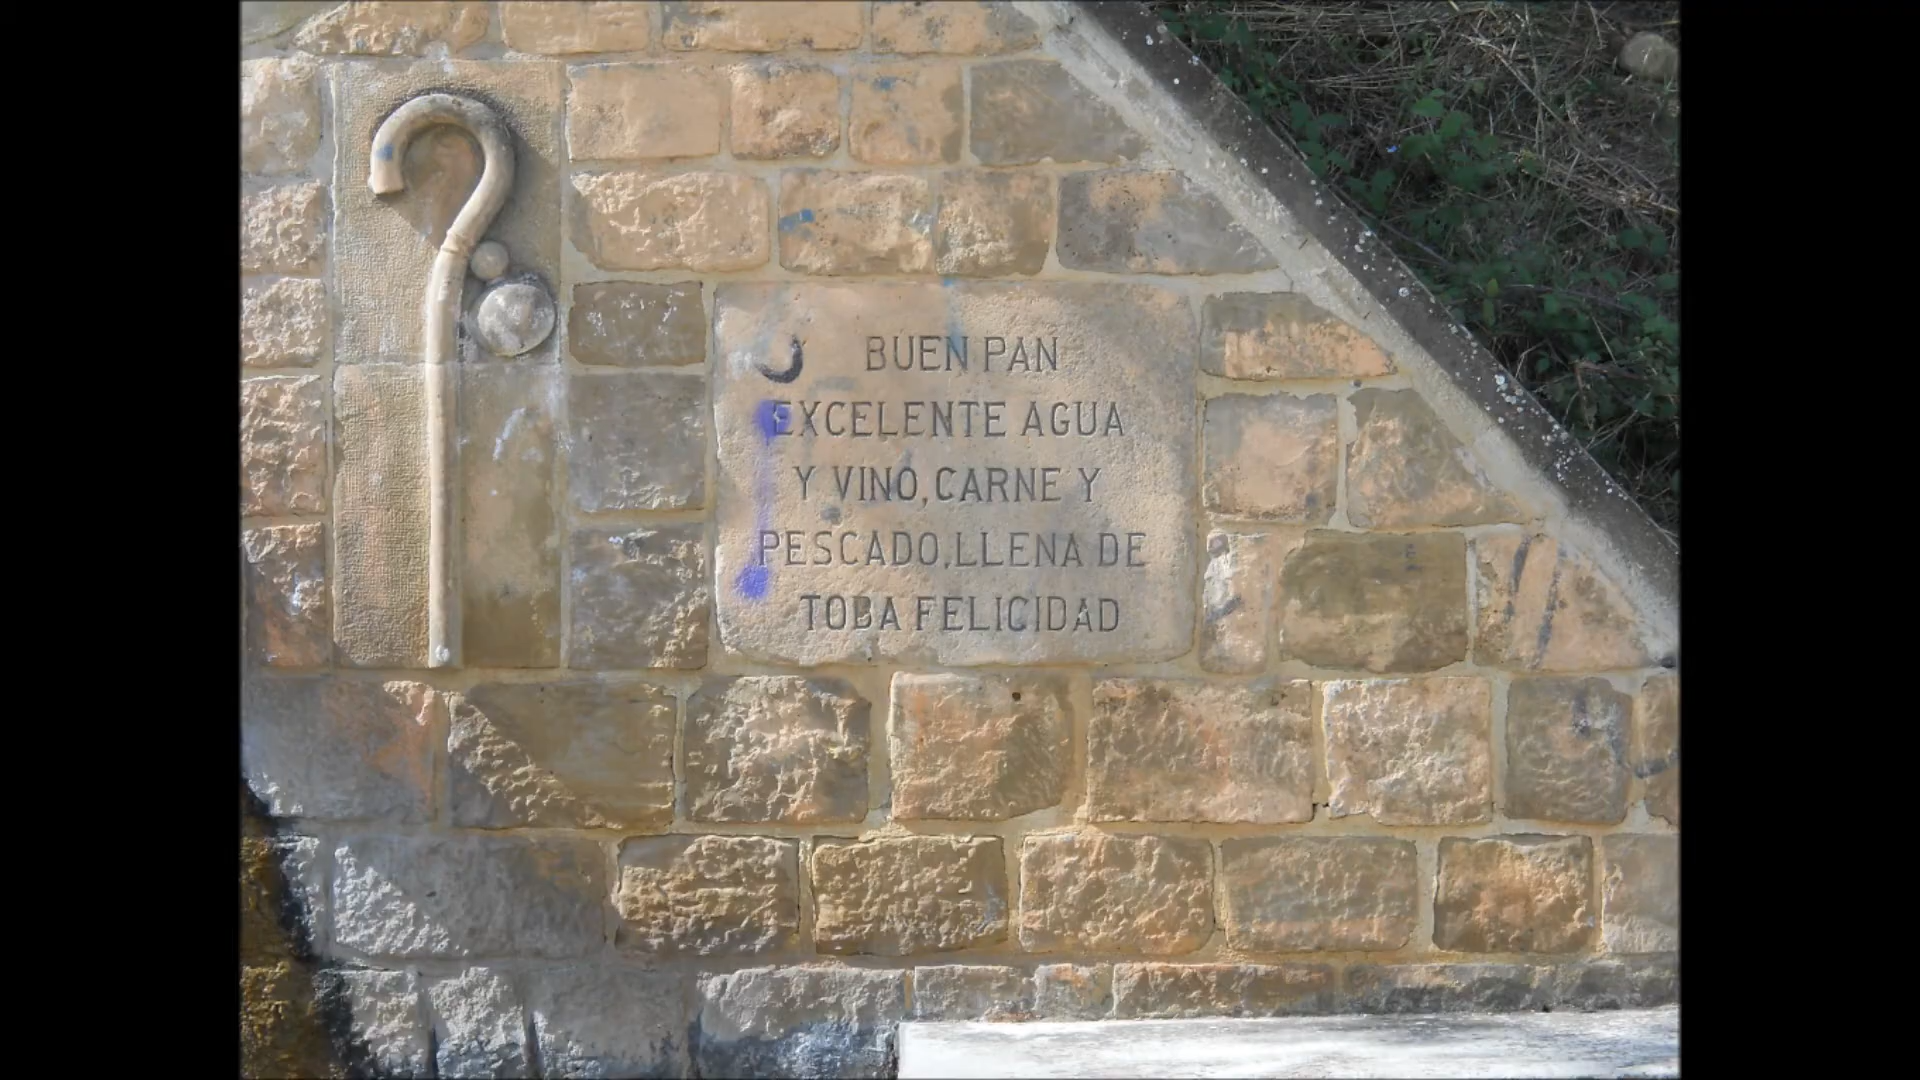 BUEN PAN
EXCELENTE AGUA
Y VINO, CARNE Y
PESCADO, LLENA DE
TOBA FELICIDAD